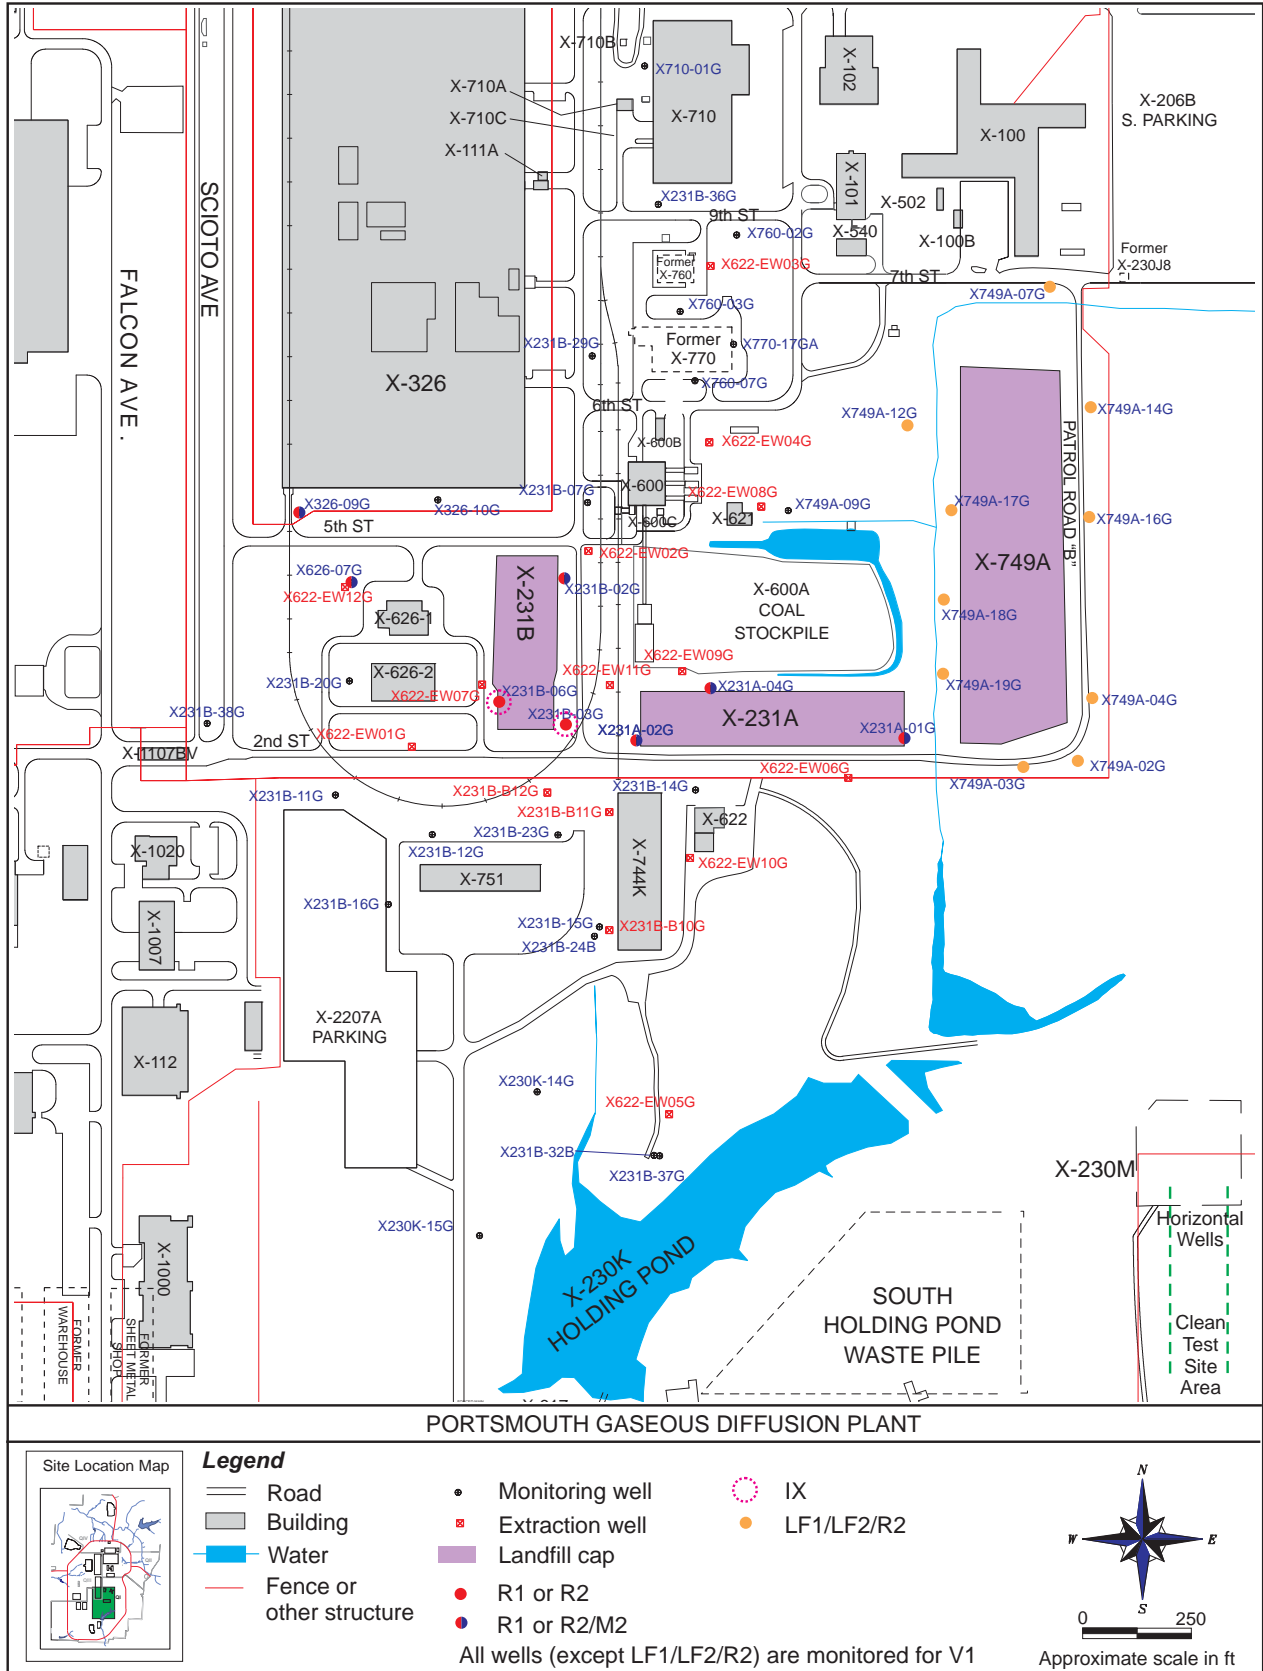 X-710B
X710-01G
X-710A
X-710C
X-111A
X-710
X-102
X-100
X-206B
S. PARKING
X-101
X-502
X-540
X-100B
X231B-36G
9th ST
X760-02G
Former
X-760
X622-EW03G
7th ST
Former
X-230J8
X749A-07G
SCIOTO AVE
FALCON AVE.
X760-03G
X231B-29G
Former
X-770
X770-17GA
X-326
X760-07G
6th ST
X-600B
X622-EW04G
X749A-12G
X749A-14G
PATROL ROAD "B"
X-600
X231B-07G
X622-EW08G
X749A-09G
X749A-17G
X749A-16G
X326-09G
X326-10G
5th ST
X-600C
X-621
X622-EW02G
X-749A
X626-07G
X622-EW12G
X-231B
X231B-02G
X-600A
COAL
STOCKPILE
X749A-18G
X-626-1
X622-EW09G
X-626-2
X231B-20G
X622-EW07G
X231B-06G
X622-EW11G
X231A-04G
X749A-19G
X749A-04G
X231B-38G
X231B-03G
X231A-02G
X-231A
X231A-01G
X-1107BV
2nd ST
X622-EW01G
X622-EW06G
X749A-03G
X749A-02G
X231B-11G
X231B-B12G
X231B-14G
X231B-B11G
X-622
X231B-12G
X231B-23G
X-1020
X-751
X-744K
X622-EW10G
X231B-16G
X231B-15G
X231B-B10G
X231B-24B
X-1007
X-2207A
PARKING
X-112
X230K-14G
X622-EW05G
X231B-32B
X231B-37G
X-230M
X230K-15G
Horizontal
Wells
X-230K
HOLDING POND
X-1000
SOUTH
HOLDING POND
WASTE PILE
Clean
Test
Site
Area
FORMER
WAREHOUSE
FORMER
SHEET METAL
SHOP
PORTSMOUTH GASEOUS DIFFUSION PLANT
Site Location Map
Legend
Road
Building
Water
Fence or
other structure
Monitoring well
Extraction well
Landfill cap
R1 or R2
R1 or R2/M2
IX
LF1/LF2/R2
All wells (except LF1/LF2/R2) are monitored for V1
N
W
E
S
0 250
Approximate scale in ft